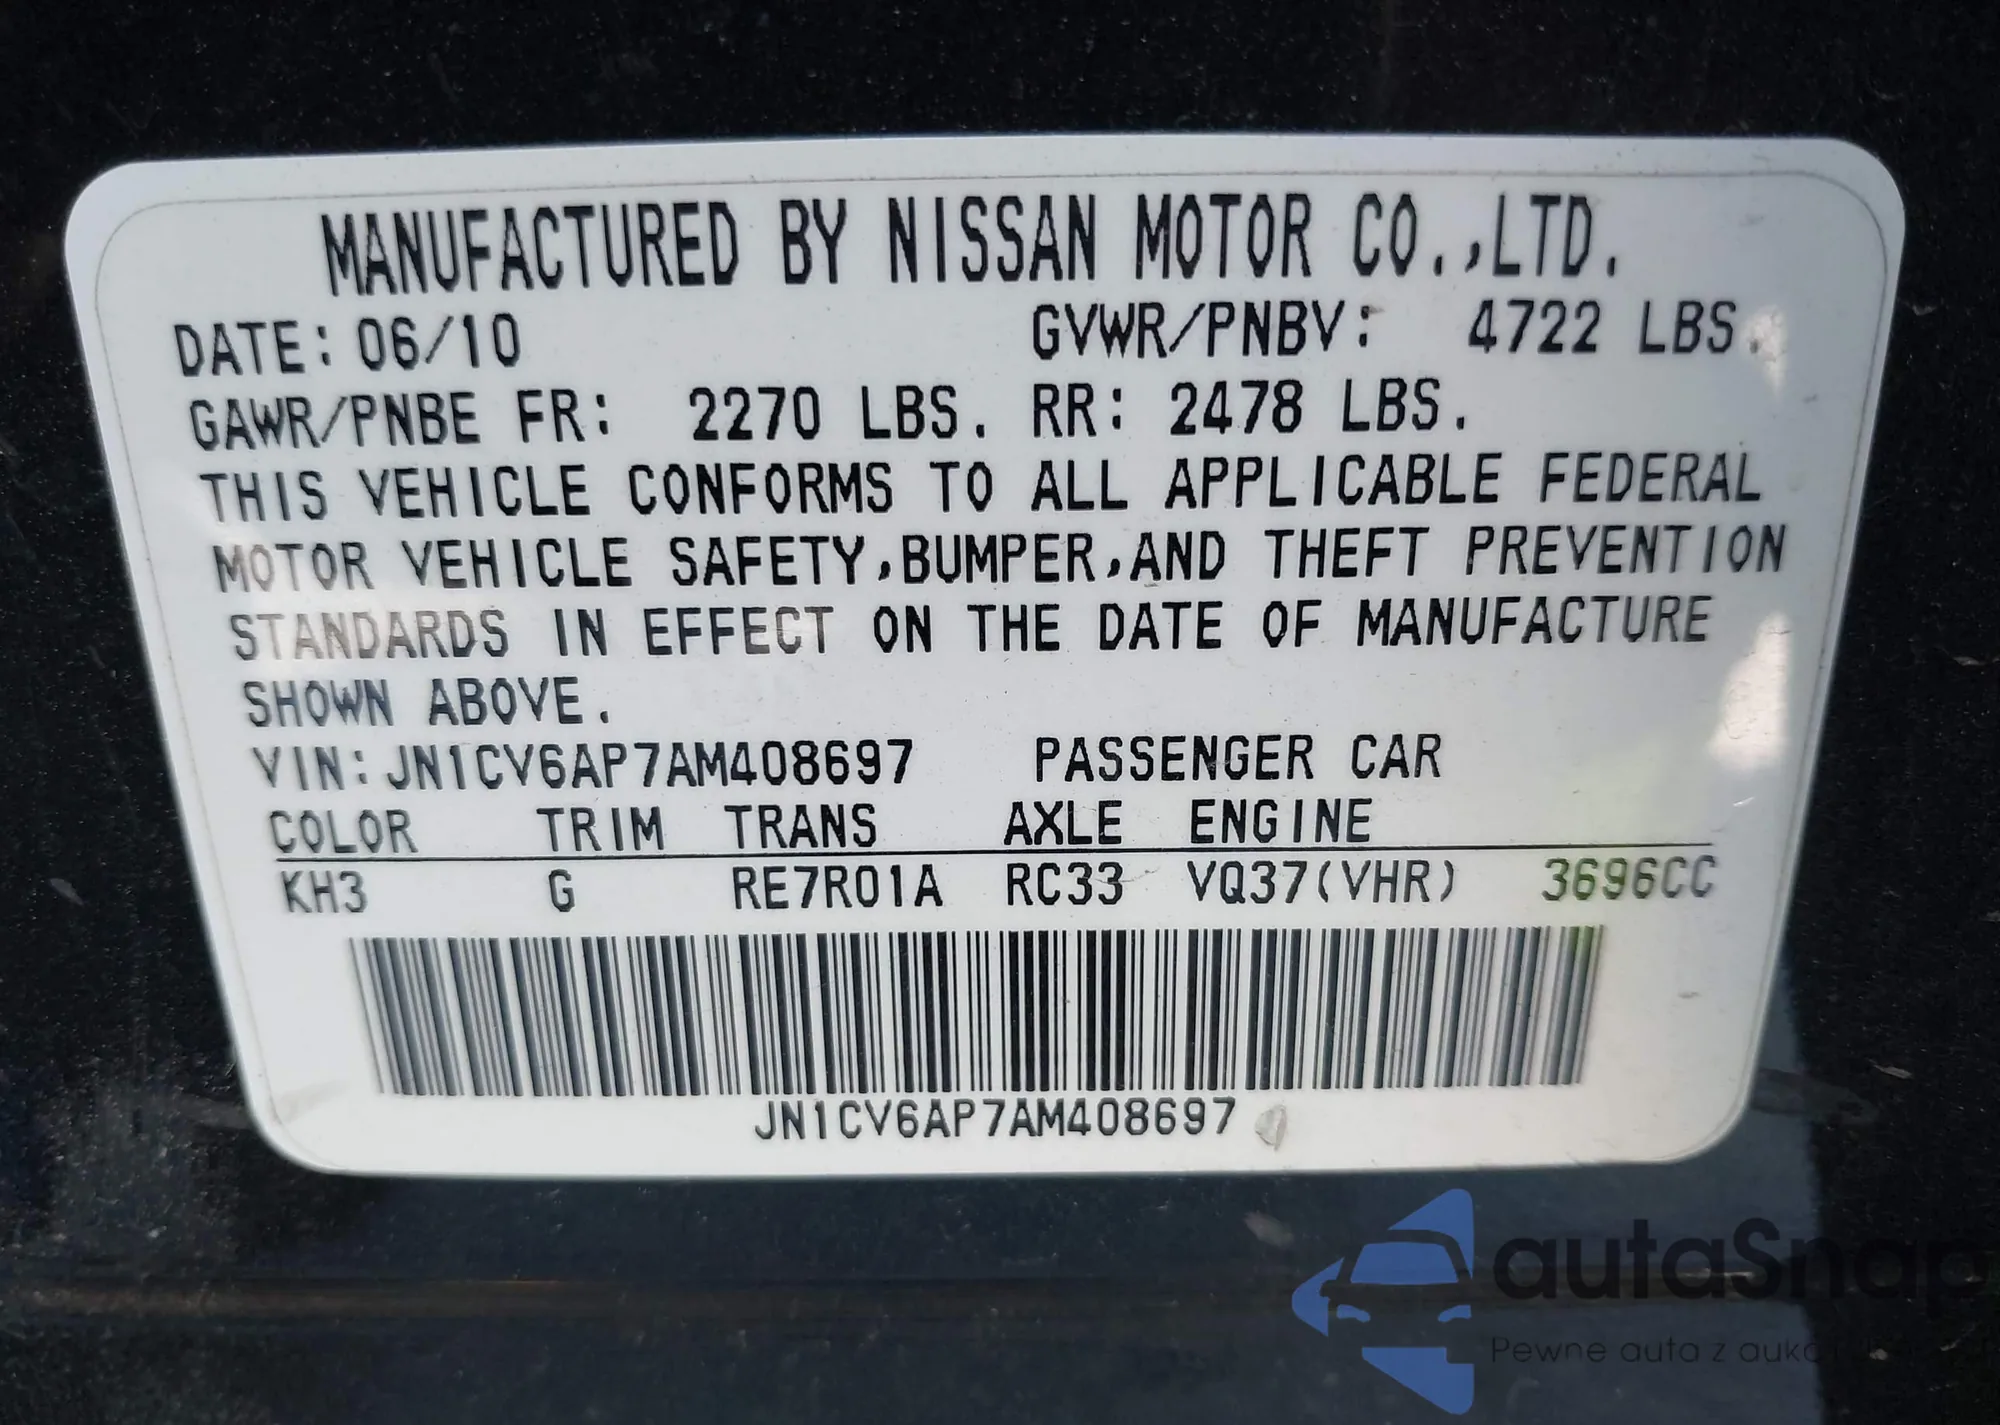 MANUFACTURED BY NISSAN MOTOR CO.,LTD.
DATE: 06/10 GVWR/PNBV: 4722 LBS.
GAWR/PNBE FR: 2270 LBS. RR: 2478 LBS.
THIS VEHICLE CONFORMS TO ALL APPLICABLE FEDERAL
MOTOR VEHICLE SAFETY,BUMPER,AND THEFT PREVENTION
STANDARDS IN EFFECT ON THE DATE OF MANUFACTURE
SHOWN ABOVE.
VIN:JN1CV6AP7AM408697 PASSENGER CAR
COLOR TRIM TRANS AXLE ENGINE
KH3 G RE7R01A RC33 VQ37(VHR) 3696CC
JN1CV6AP7AM408697
autaSnap
Pewne auta z